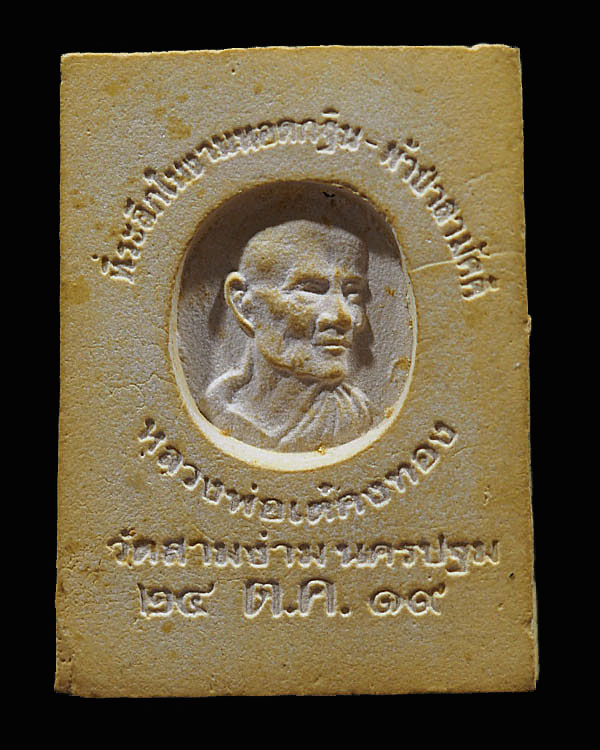 ที่ระลึกในงานทอดกฐิน-ผ้าป่าสามัคคี
หลวงพ่อเต๋คงทอง
วัดสามง่าม นครปฐม
๒๔ ต.ค. ๑๙